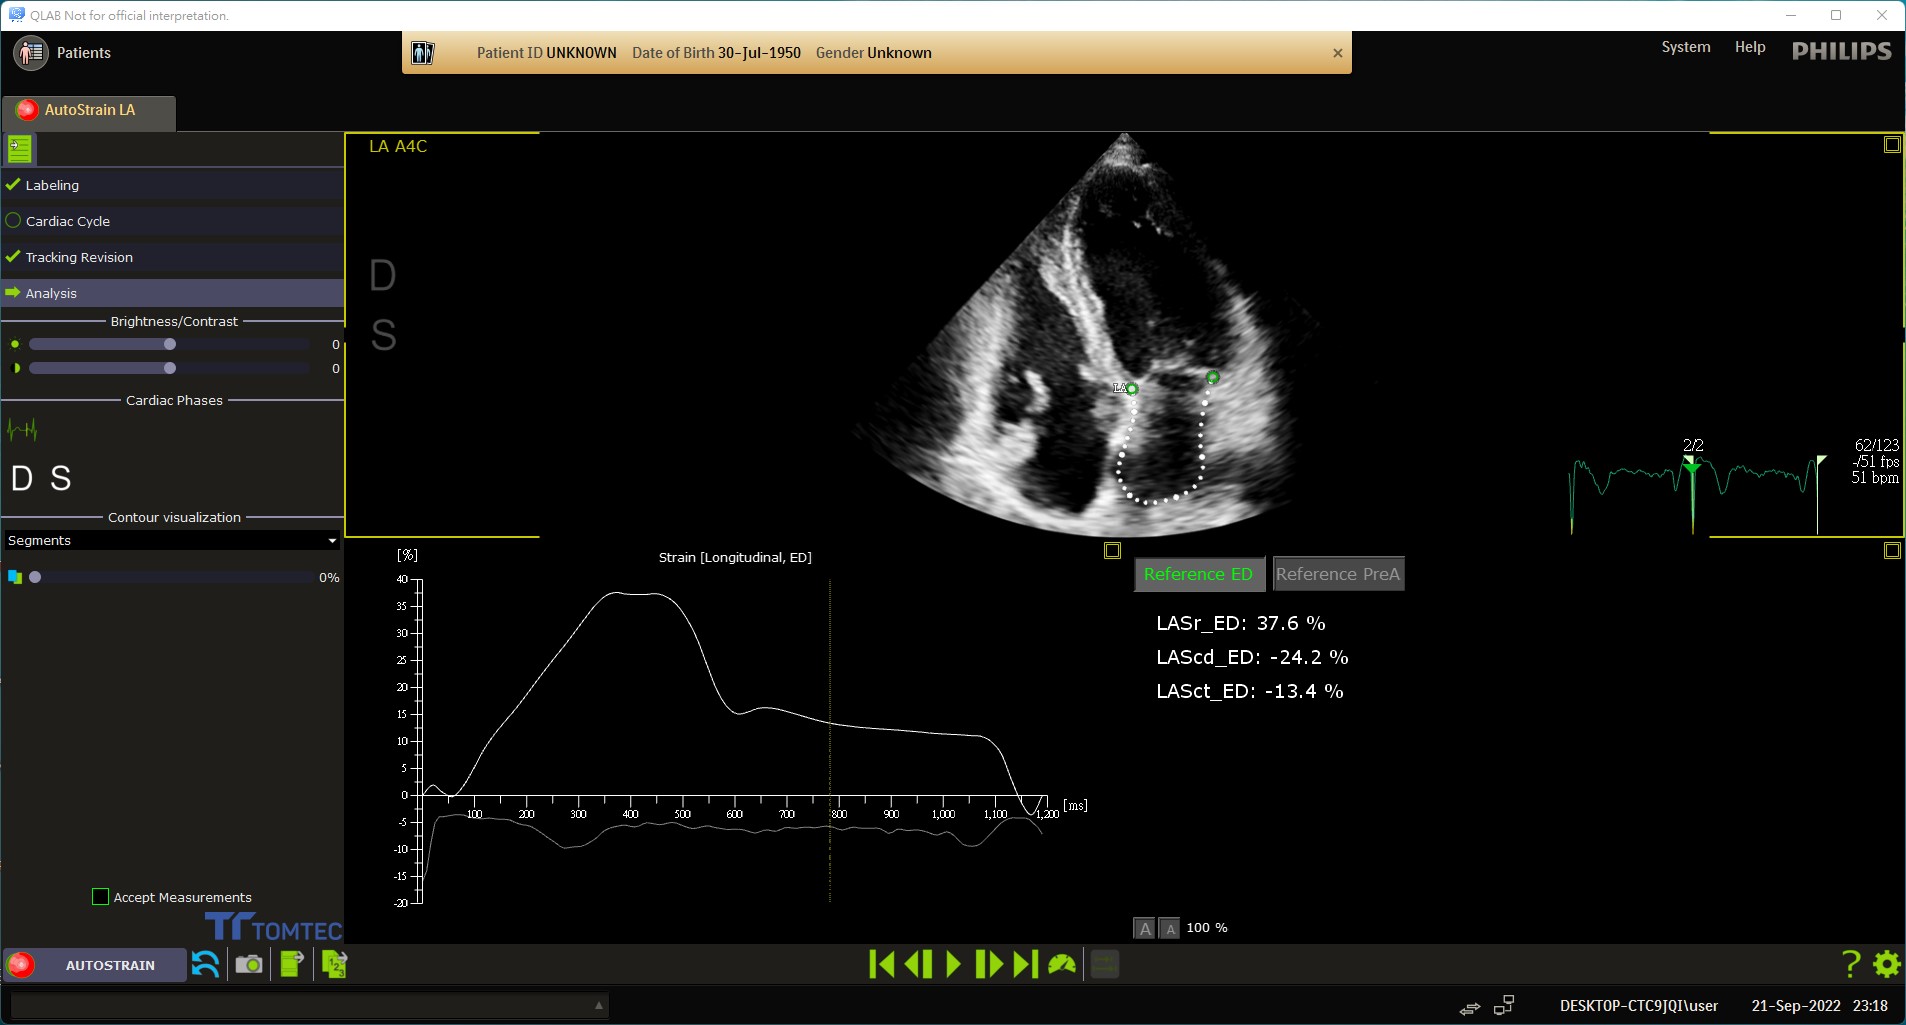 QLAB Not for official interpretation.
Patients
Patient ID UNKNOWN Date of Birth 30-Jul-1950 Gender Unknown
System Help PHILIPS
AutoStrain LA
Labeling
Cardiac Cycle
Tracking Revision
Analysis
Brightness/Contrast
0
0
Cardiac Phases
D S
Contour visualization
Segments
0%
Accept Measurements
TOMTEC
AUTOSTRAIN
LA A4C
D
S
LA
2/2
62/123
-/51 fps
51 bpm
[%]
Strain [Longitudinal, ED]
40
35
30
25
20
15
10
5
0
-5
-10
-15
-20
100 200 300 400 500 600 700 800 900 1,000 1,100 1,200 [ms]
Reference ED Reference PreA
LASr_ED: 37.6 %
LAScd_ED: -24.2 %
LASct_ED: -13.4 %
A A 100 %
DESKTOP-CTC9JQI\user 21-Sep-2022 23:18